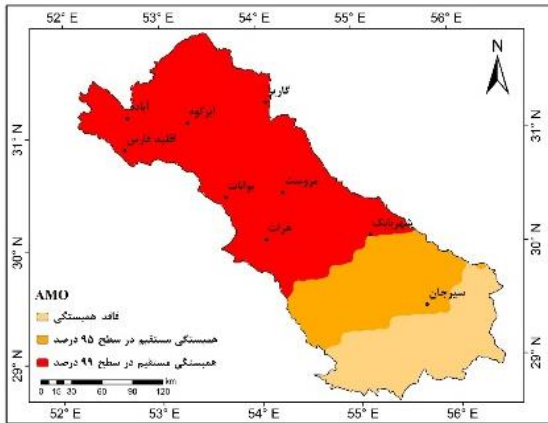 52° E 53° E 54° E 55° E 56° E
N
31° N 31° N
30° N 30° N
29° N 29° N
گاریز
آباده
ابرکوه
اقلید فارس
بوانات
مروست
هرات
شهربابک
سیرجان
AMO
فاقد همبستگی
همبستگی مستقیم در سطح ۹۵ درصد
همبستگی مستقیم در سطح ۹۹ درصد
km
0 15 30 60 90 120
52° E 53° E 54° E 55° E 56° E